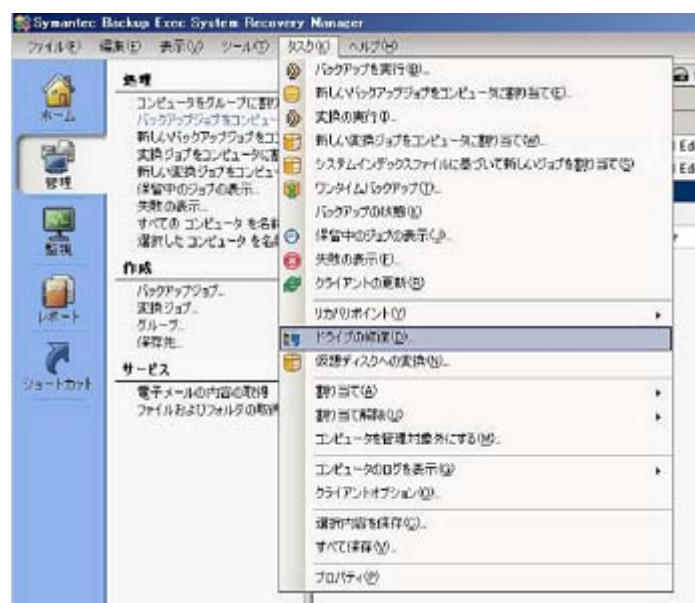 Symantec Backup Exec System Recovery Manager
ファイル(F) 編集(E) 表示(V) ツール(T) タスク(K) ヘルプ(H)
ホーム
管理
監視
レポート
ショートカット
処理
コンピュータをグループに割り
バックアップジョブをコンピュー
新しいバックアップジョブをコン
変換ジョブをコンピュータに割
新しい変換ジョブをコンピュー
保留中のジョブの表示...
失敗の表示...
すべての コンピュータ を名前
選択した コンピュータ を名前
作成
バックアップジョブ...
変換ジョブ...
グループ...
保存先...
サービス
電子メールの内容の取得
ファイルおよびフォルダの取得
バックアップを実行(B)...
新しいバックアップジョブをコンピュータに割り当て(E)...
変換の実行
新しい変換ジョブをコンピュータに割り当て(W)...
システムインデックスファイルに基づいて新しいジョブを割り当て(S)
ワンタイムバックアップ(T)...
バックアップの状態(K)
保留中のジョブの表示(J)...
失敗の表示(F)...
クライアントの更新(R)
リカバリポイント(Y)
ドライブの修復(D)...
仮想ディスクへの変換(N)...
割り当て(A)
割り当て解除(U)
コンピュータを管理対象外にする(M)...
コンピュータのログを表示(G)
クライアントオプション(O)...
選択内容を保存(C)...
すべて保存(V)...
プロパティ(P)
Ed
Ed